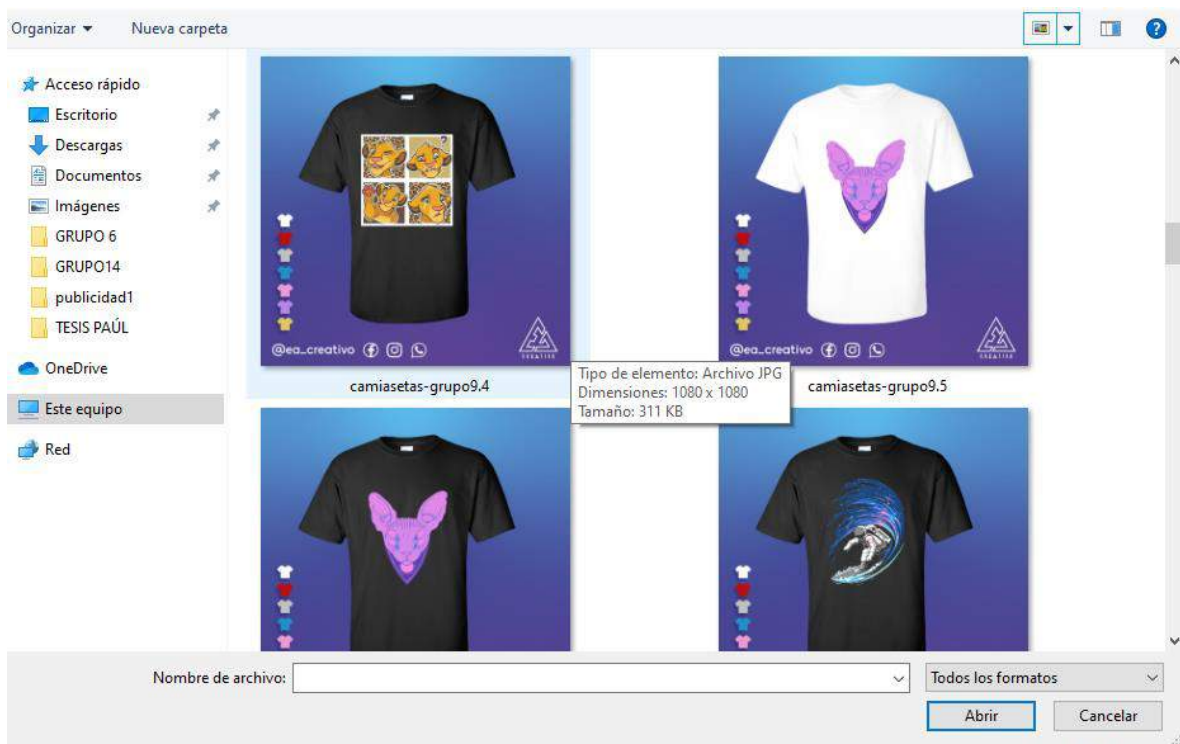 Organizar
Nueva carpeta
Acceso rápido
Escritorio
Descargas
Documentos
Imágenes
GRUPO 6
GRUPO14
publicidad1
TESIS PAÚL
OneDrive
Este equipo
Red
@ea_creativo
CREATIVE
camiasetas-grupo9.4
@ea_creativo
CREATIVE
camiasetas-grupo9.5
Tipo de elemento: Archivo JPG
Dimensiones: 1080 x 1080
Tamaño: 311 KB
Nombre de archivo:
Todos los formatos
Abrir
Cancelar